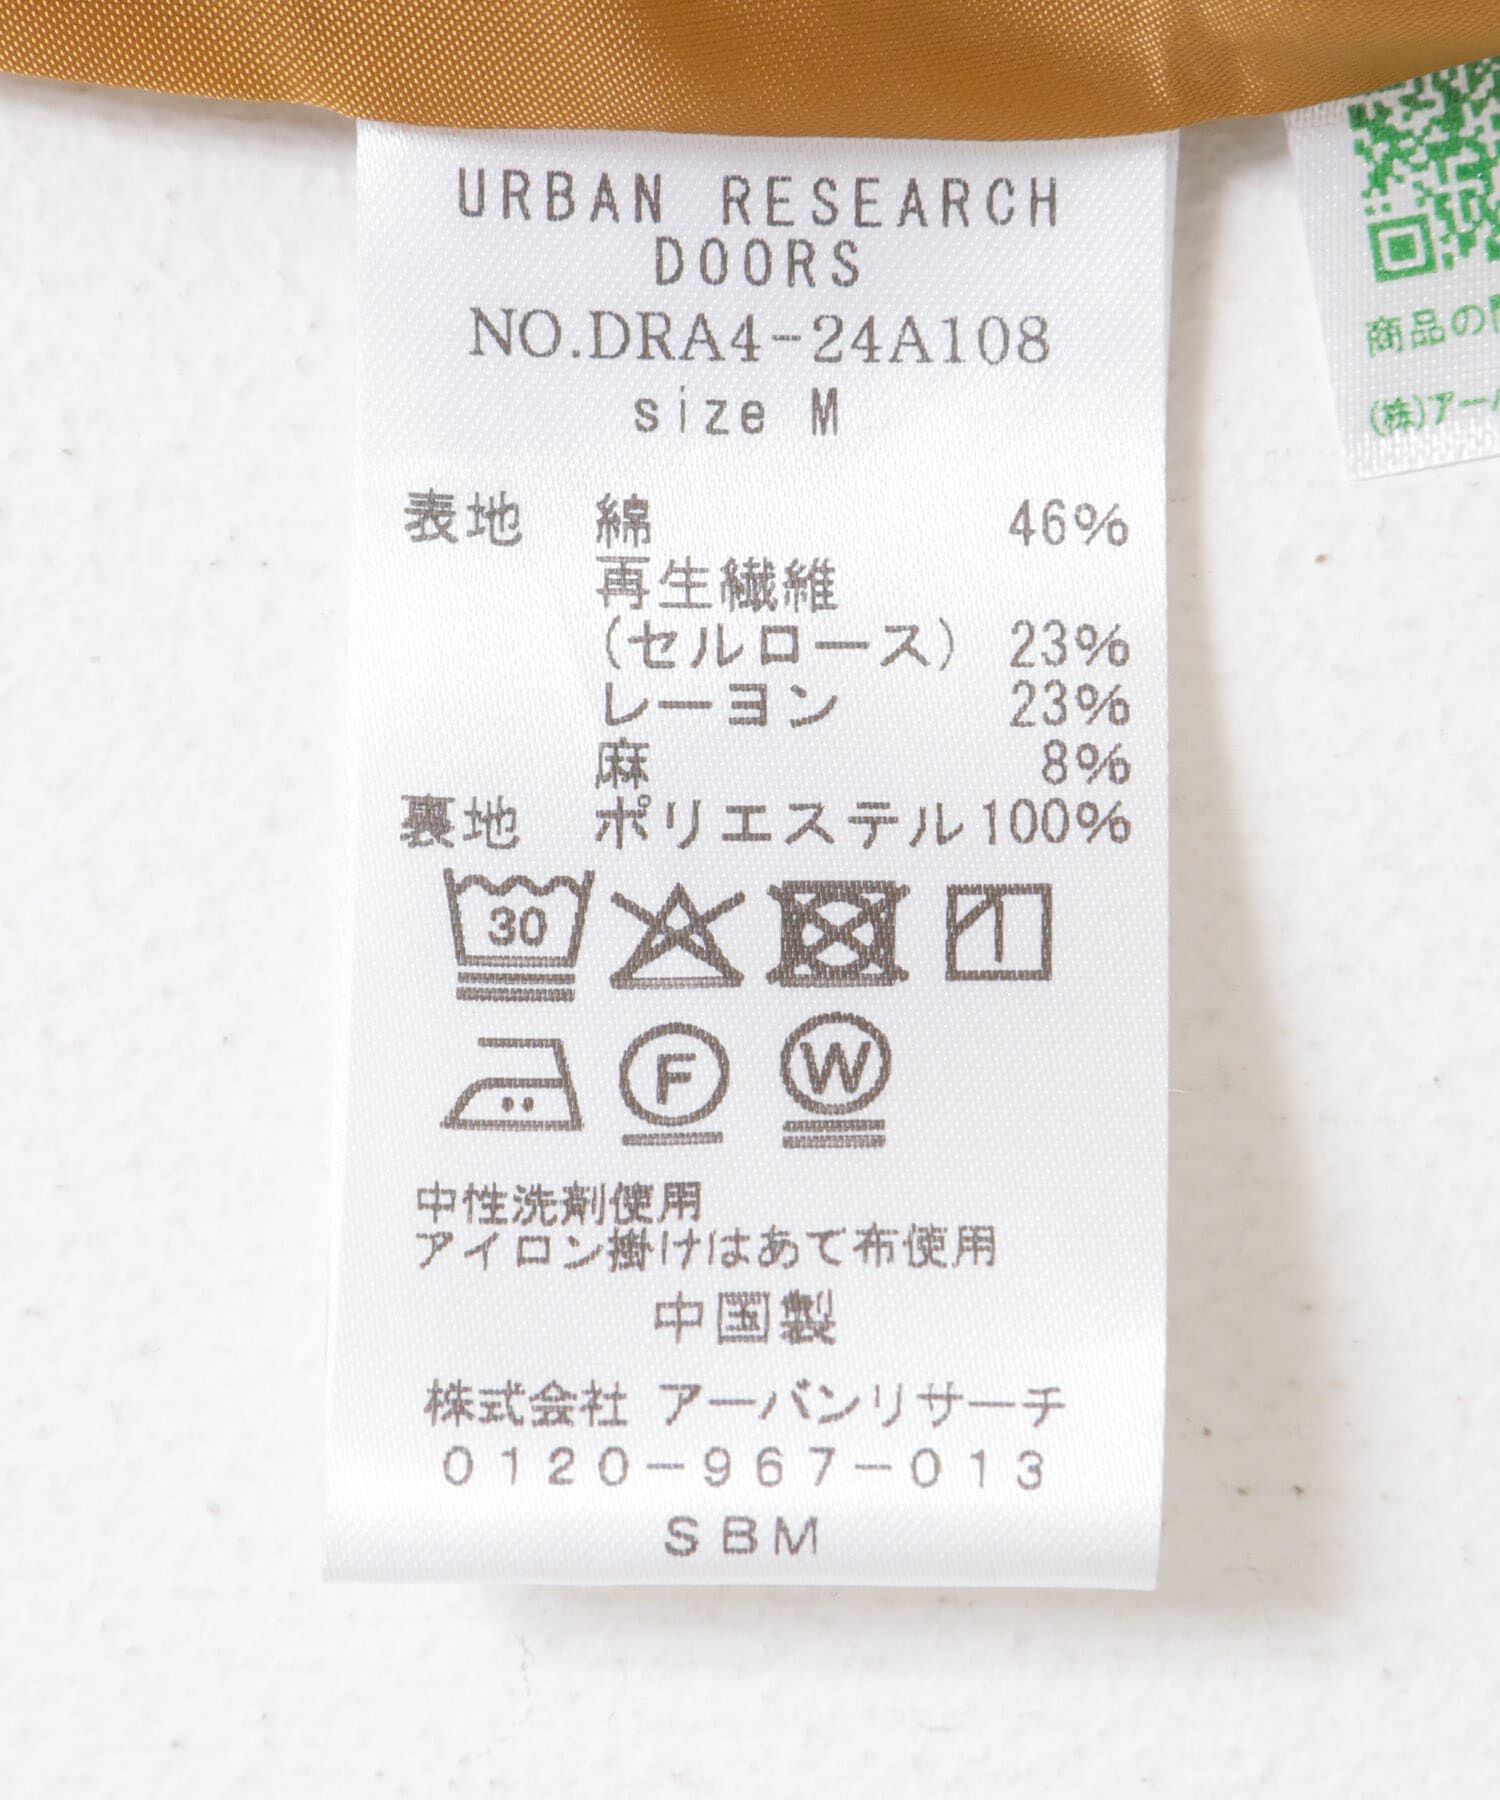 URBAN RESEARCH
DOORS
NO.DRA4-24A108
size M
表地 綿 46%
再生繊維
(セルロース) 23%
レーヨン 23%
麻 8%
裏地 ポリエステル 100%
30
F W
中性洗剤使用
アイロン掛けはあて布使用
中国製
株式会社 アーバンリサーチ
0120-967-013
SBM
商品の
(株)アー